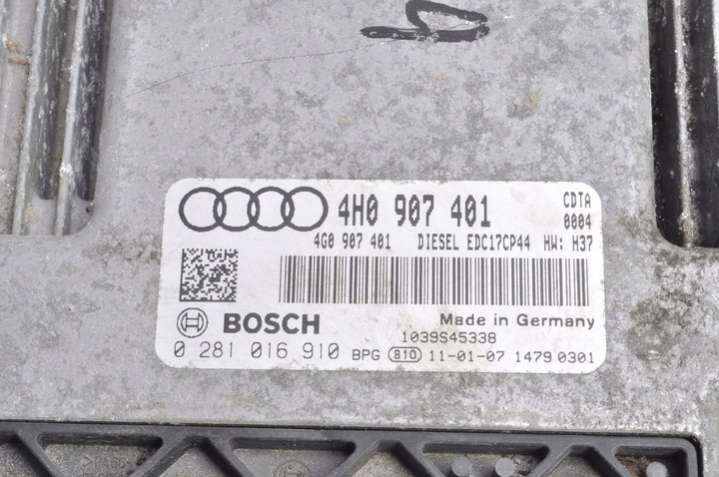 4H0 907 401 CDTA
0004
4G0 907 401 DIESEL EDC17CP44 HW: H37
BOSCH Made in Germany
1039S45338
0 281 016 910 BPG 810 11-01-07 1479 0301